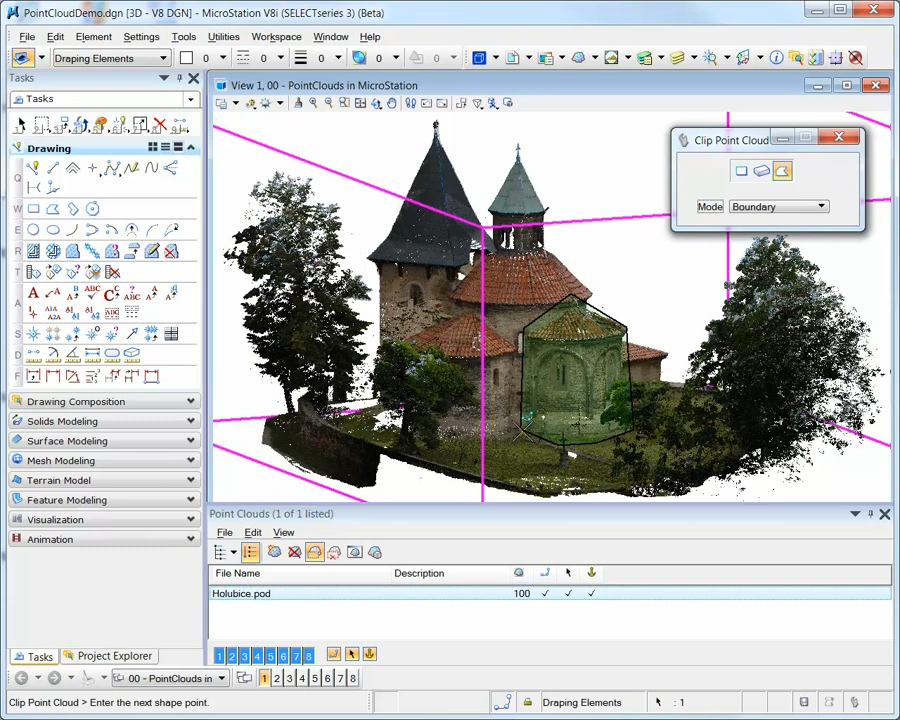 PointCloudDemo.dgn [3D - V8 DGN] - MicroStation V8i (SELECTseries 3) (Beta)
File Edit Element Settings Tools Utilities Workspace Window Help
Draping Elements 0 0 0 0 0
Tasks
View 1, 00 - PointClouds in MicroStation
Tasks
Clip Point Cloud
Drawing
Q
Mode Boundary
W
E
R
T
A
S
D
F
Drawing Composition
Solids Modeling
Surface Modeling
Mesh Modeling
Terrain Model
Feature Modeling
Visualization
Animation
Point Clouds (1 of 1 listed)
File Edit View
File Name Description
Holubice.pod 100
1 2 3 4 5 6 7 8
Tasks Project Explorer
00 - PointClouds in 1 2 3 4 5 6 7 8
Clip Point Cloud > Enter the next shape point. Draping Elements : 1